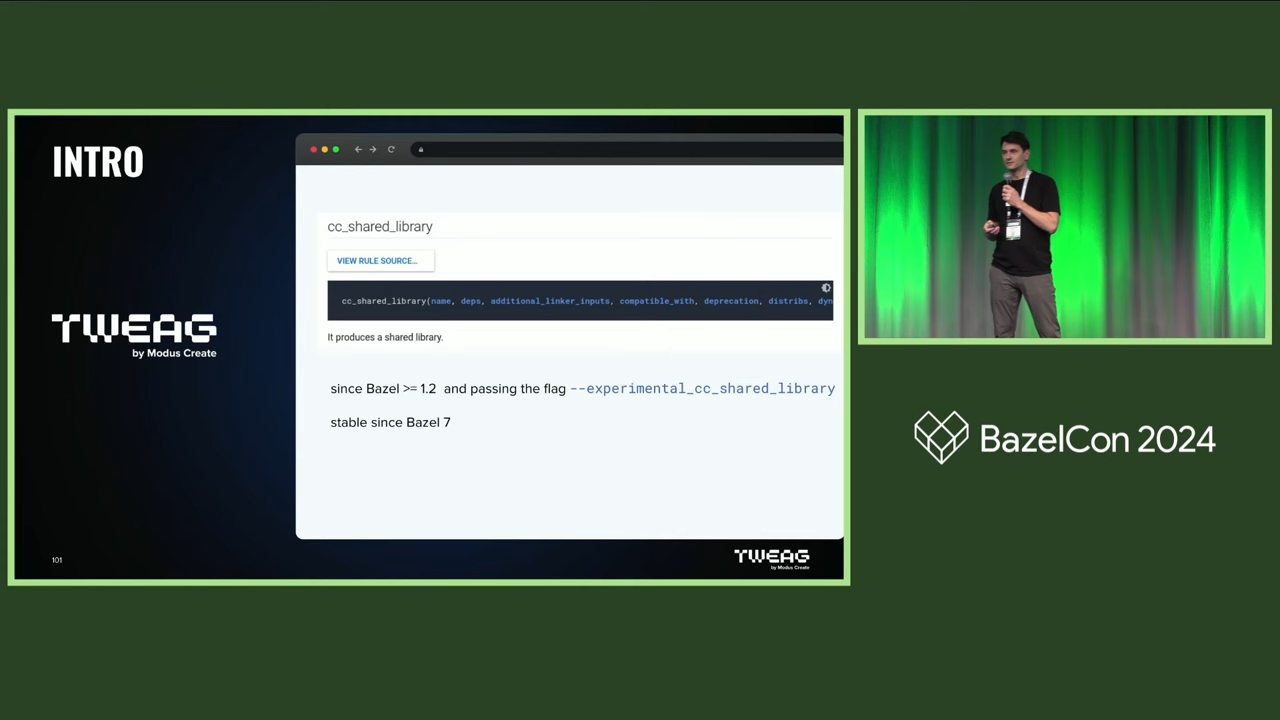 INTRO
TWEAG
by Modus Create
cc_shared_library
VIEW RULE SOURCE...
cc_shared_library(name, deps, additional_linker_inputs, compatible_with, deprecation, distribs, dyn
It produces a shared library.
since Bazel >= 1.2 and passing the flag --experimental_cc_shared_library
stable since Bazel 7
101
TWEAG
by Modus Create
BazelCon 2024